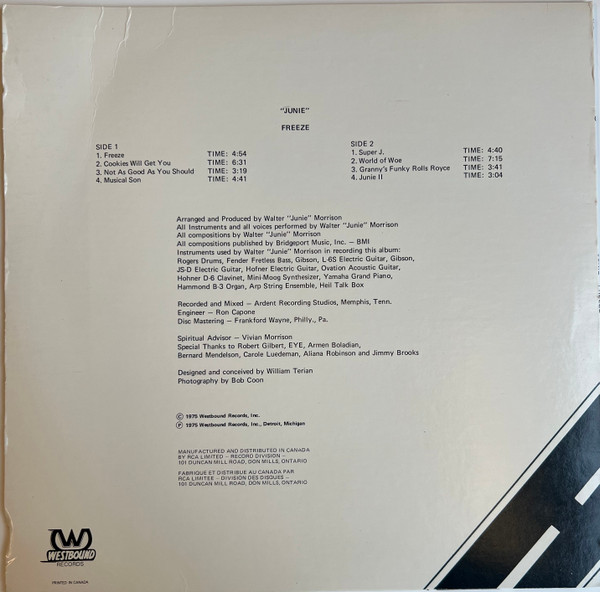 "JUNIE"
FREEZE
SIDE 1
1. Freeze TIME: 4:54
2. Cookies Will Get You TIME: 6:31
3. Not As Good As You Should TIME: 3:19
4. Musical Son TIME: 4:41
SIDE 2
1. Super J. TIME: 4:40
2. World of Woe TIME: 7:15
3. Granny's Funky Rolls Royce TIME: 3:41
4. Junie II TIME: 3:04
Arranged and Produced by Walter "Junie" Morrison
All Instruments and all voices performed by Walter "Junie" Morrison
All compositions by Walter "Junie" Morrison
All compositions published by Bridgeport Music, Inc. – BMI
Instruments used by Walter "Junie" Morrison in recording this album:
Rogers Drums, Fender Fretless Bass, Gibson, L-6S Electric Guitar, Gibson,
JS-D Electric Guitar, Hofner Electric Guitar, Ovation Acoustic Guitar,
Hohner D-6 Clavinet, Mini-Moog Synthesizer, Yamaha Grand Piano,
Hammond B-3 Organ, Arp String Ensemble, Heil Talk Box
Recorded and Mixed – Ardent Recording Studios, Memphis, Tenn.
Engineer – Ron Capone
Disc Mastering – Frankford Wayne, Philly., Pa.
Spiritual Advisor – Vivian Morrison
Special Thanks to Robert Gilbert, EYE, Armen Boladian,
Bernard Mendelson, Carole Luedeman, Aliana Robinson and Jimmy Brooks
Designed and conceived by William Terian
Photography by Bob Coon
© 1975 Westbound Records, Inc.
℗ 1975 Westbound Records, Inc., Detroit, Michigan
MANUFACTURED AND DISTRIBUTED IN CANADA
BY RCA LIMITED – RECORD DIVISION –
101 DUNCAN MILL ROAD, DON MILLS, ONTARIO
FABRIQUE ET DISTRIBUE AU CANADA PAR
RCA LIMITEE – DIVISION DES DISQUES –
101 DUNCAN MILL ROAD, DON MILLS, ONTARIO
W
WESTBOUND
RECORDS
PRINTED IN CANADA